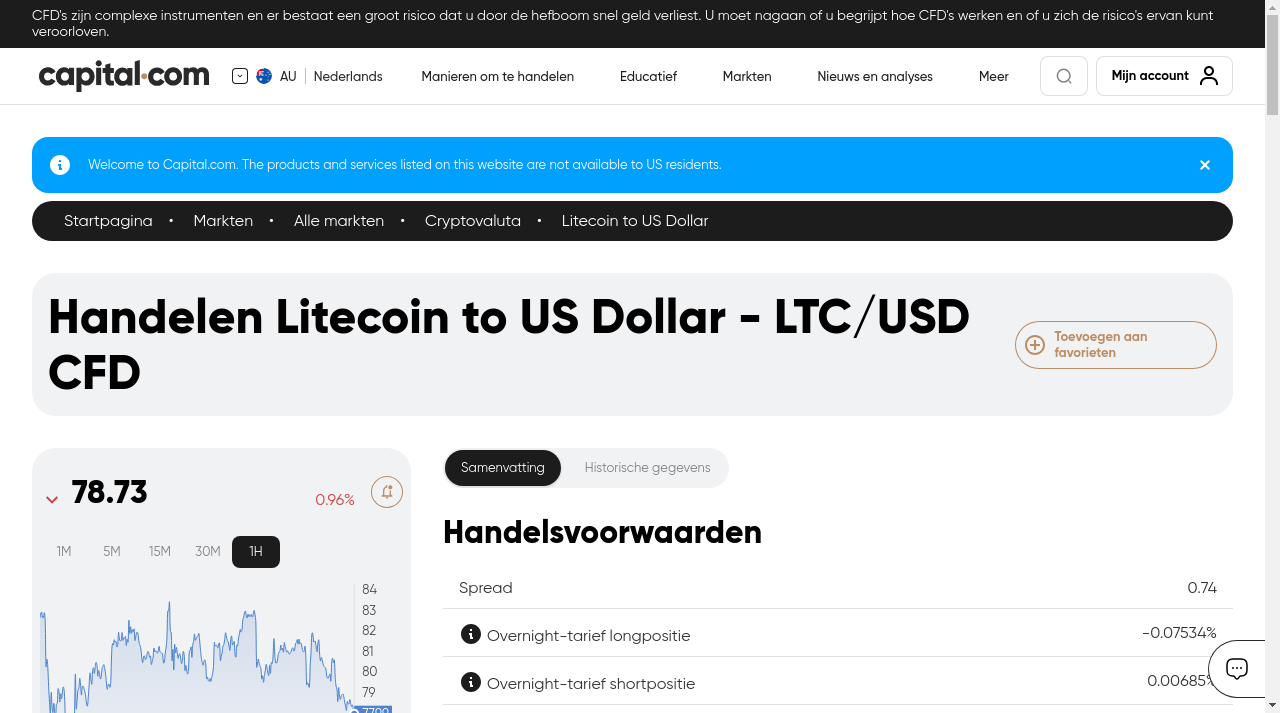 CFD's zijn complexe instrumenten en er bestaat een groot risico dat u door de hefboom snel geld verliest. U moet nagaan of u begrijpt hoe CFD's werken en of u zich de risico's ervan kunt
veroorloven.
capital.com
AU
Nederlands
Manieren om te handelen
Educatief
Markten
Nieuws en analyses
Meer
Mijn account
Welcome to Capital.com. The products and services listed on this website are not available to US residents.
Startpagina • Markten • Alle markten • Cryptovaluta • Litecoin to US Dollar
Handelen Litecoin to US Dollar - LTC/USD
CFD
Toevoegen aan
favorieten
78.73
0.96%
1M 5M 15M 30M 1H
84
83
82
81
80
79
Samenvatting
Historische gegevens
Handelsvoorwaarden
Spread 0.74
Overnight-tarief longpositie -0.07534%
Overnight-tarief shortpositie 0.00685%